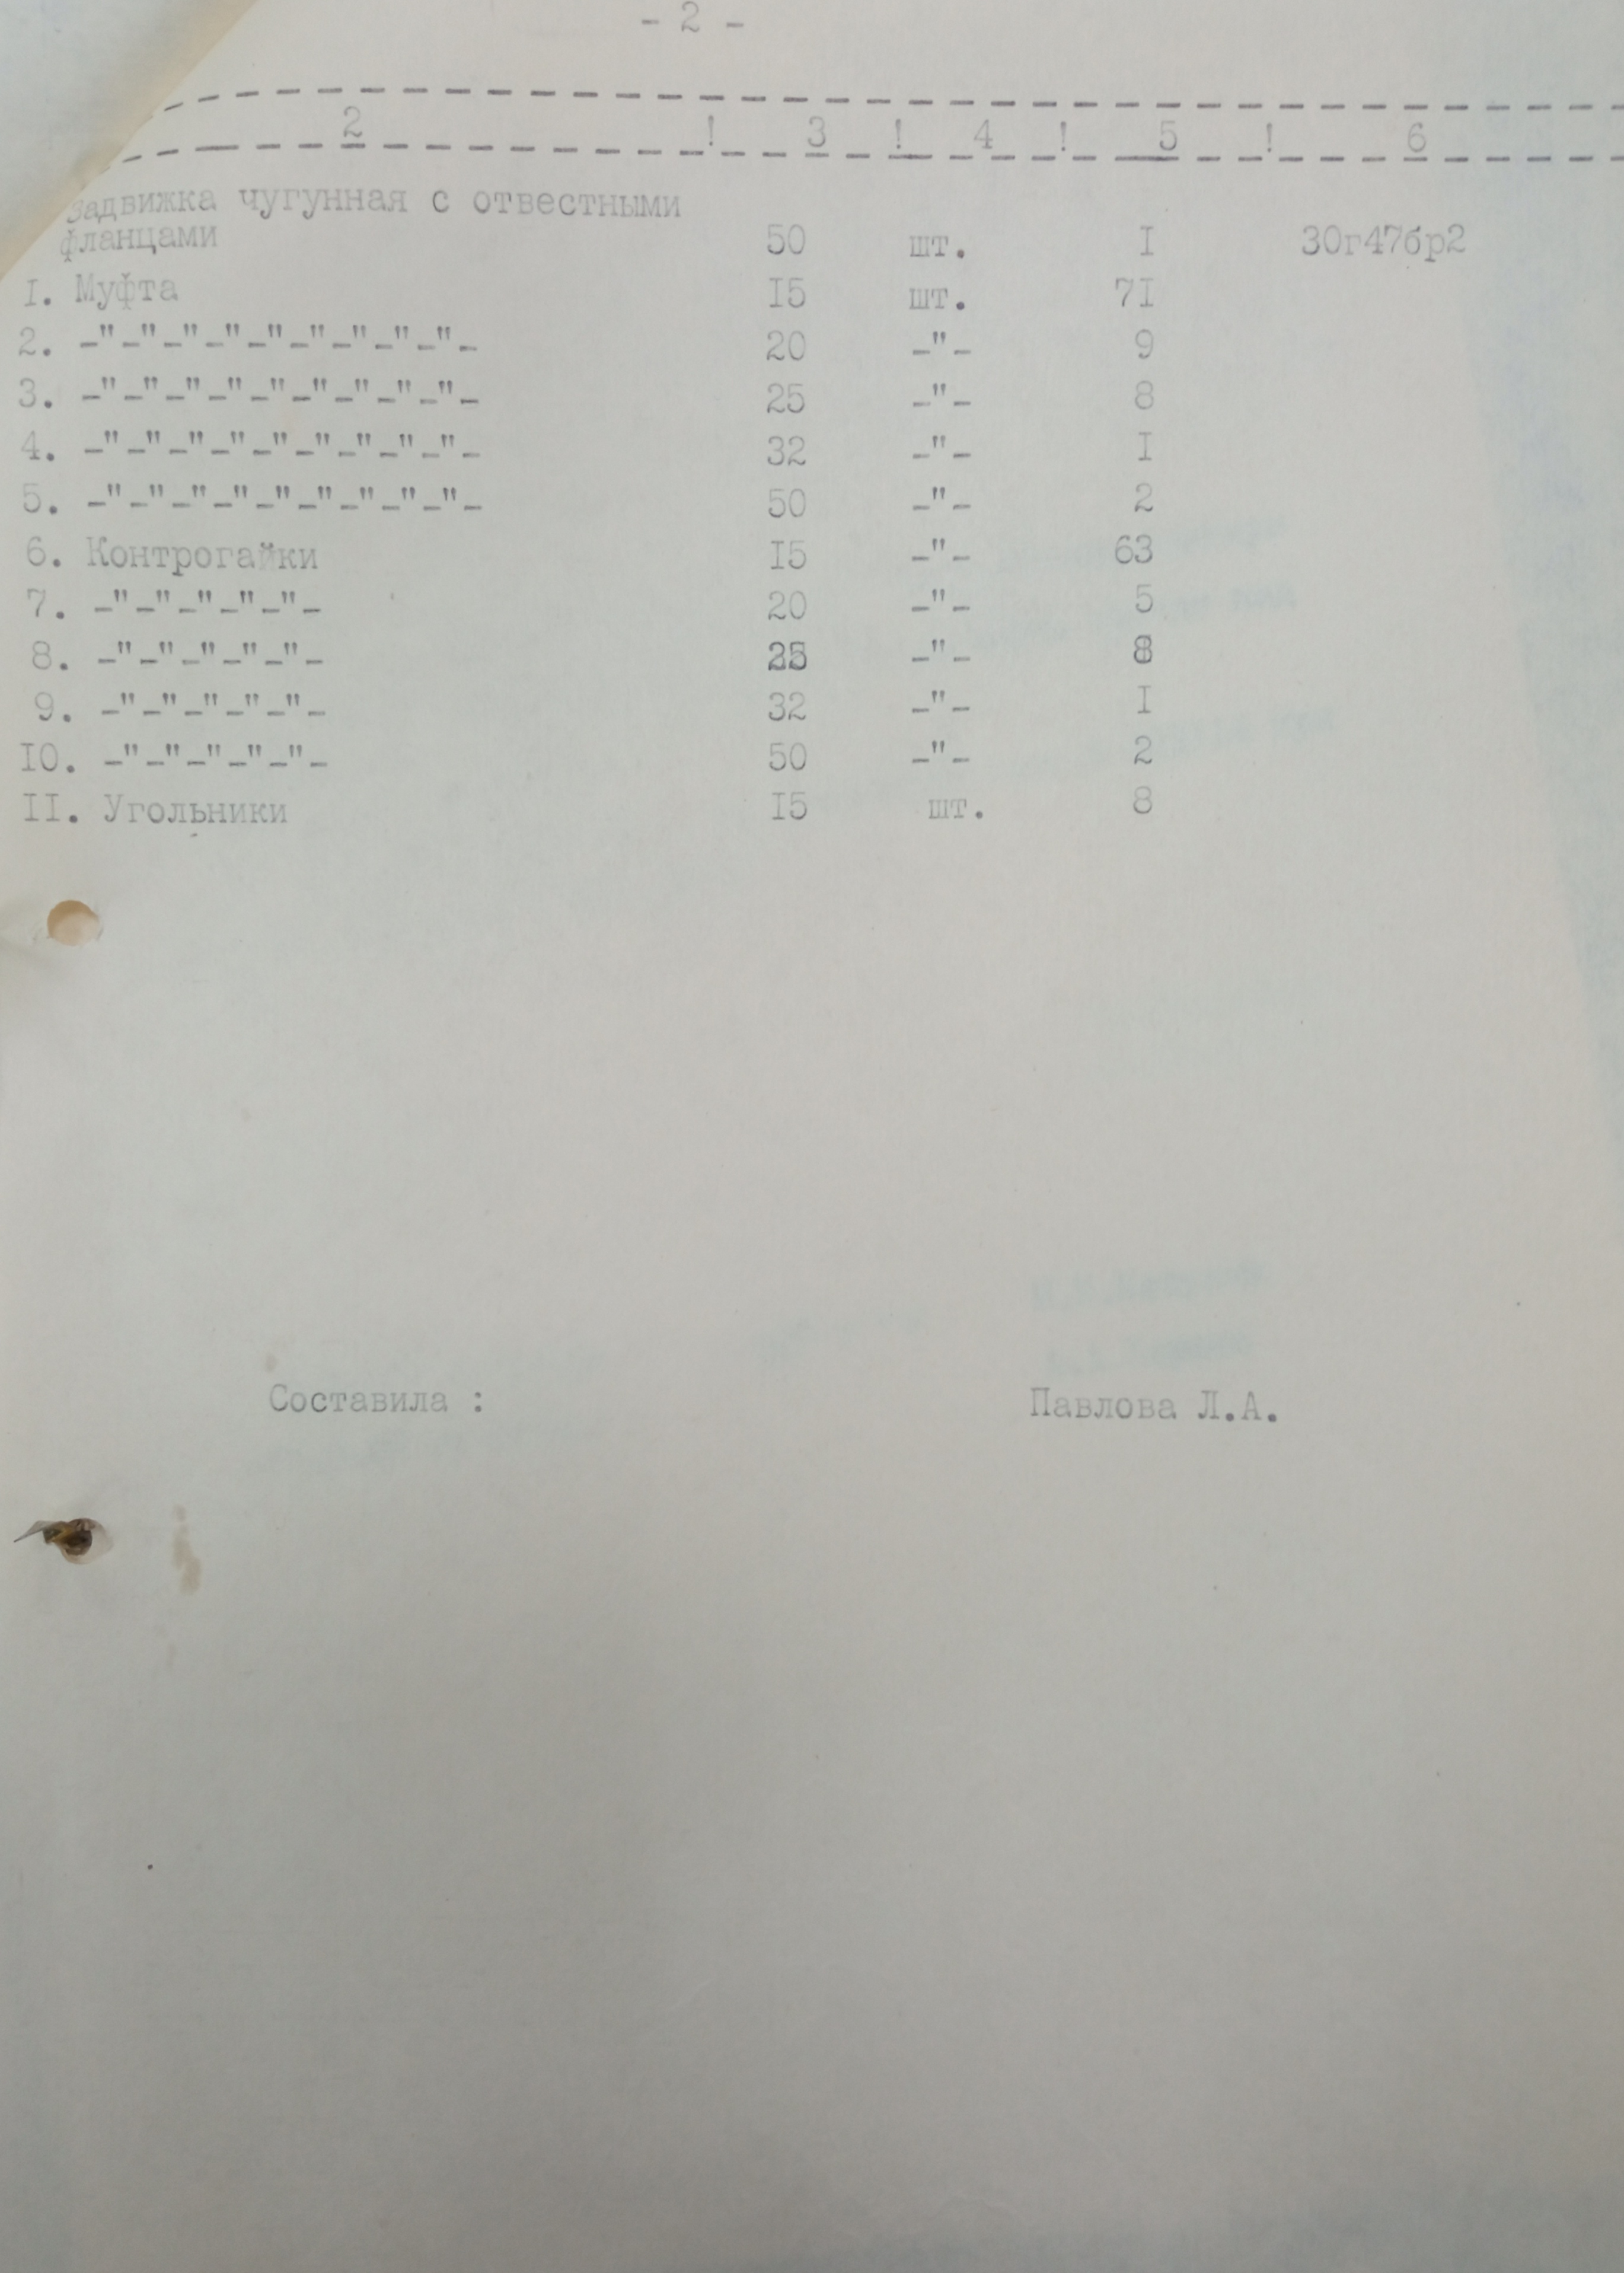 - 2 -
2 ! 3 ! 4 ! 5 ! 6
Задвижка чугунная с отвестными
фланцами 50 шт. I 30г47бр2
I. Муфта I5 шт. 7I
2. -"-"-"-"-"-"-"-"-"- 20 -"- 9
3. -"-"-"-"-"-"-"-"-"- 25 -"- 8
4. -"-"-"-"-"-"-"-"-"- 32 -"- I
5. -"-"-"-"-"-"-"-"-"- 50 -"- 2
6. Контрогайки I5 -"- 63
7. -"-"-"-"-"- 20 -"- 5
8. -"-"-"-"-"- 25 -"- 8
9. -"-"-"-"-"- 32 -"- I
I0. -"-"-"-"-"- 50 -"- 2
II. Угольники I5 шт. 8
Составила : Павлова Л.А.